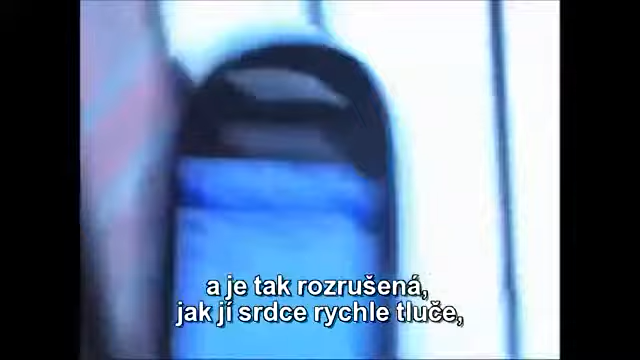 a je tak rozrušená,
jak jí srdce rychle tluče,